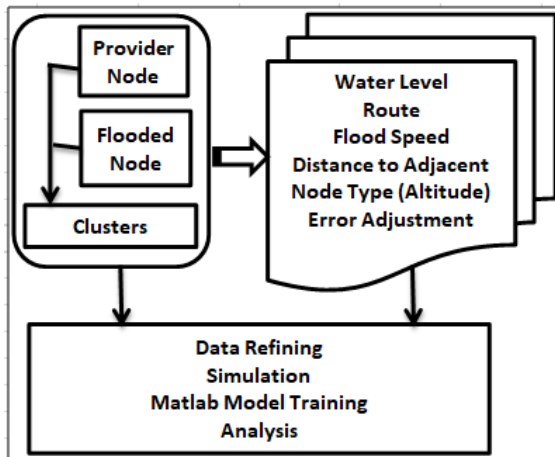 Provider
Node
Flooded
Node
Clusters
Water Level
Route
Flood Speed
Distance to Adjacent
Node Type (Altitude)
Error Adjustment
Data Refining
Simulation
Matlab Model Training
Analysis